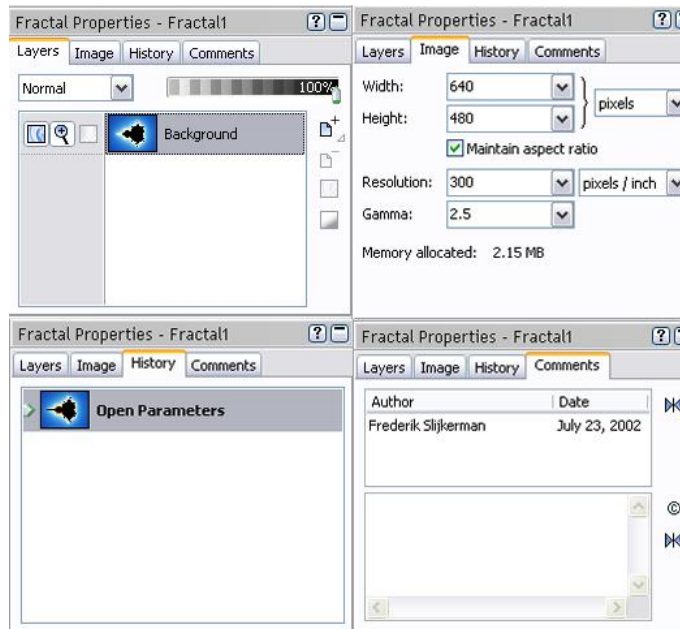 Fractal Properties - Fractal1
Layers Image History Comments
Normal 100%
Background
Fractal Properties - Fractal1
Layers Image History Comments
Width: 640
pixels
Height: 480
Maintain aspect ratio
Resolution: 300 pixels / inch
Gamma: 2.5
Memory allocated: 2.15 MB
Fractal Properties - Fractal1
Layers Image History Comments
Open Parameters
Fractal Properties - Fractal1
Layers Image History Comments
Author Date
Frederik Slijkerman July 23, 2002
©